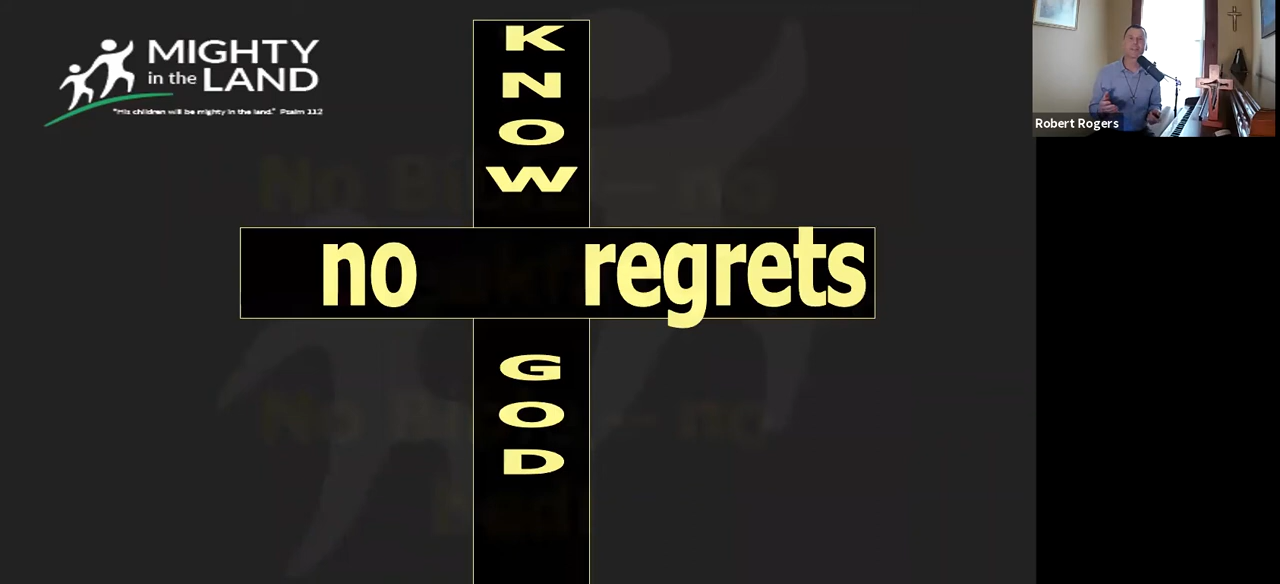 MIGHTY
in the LAND
"His children will be mighty in the land." Psalm 112
KNOW
no regrets
GOD
Robert Rogers